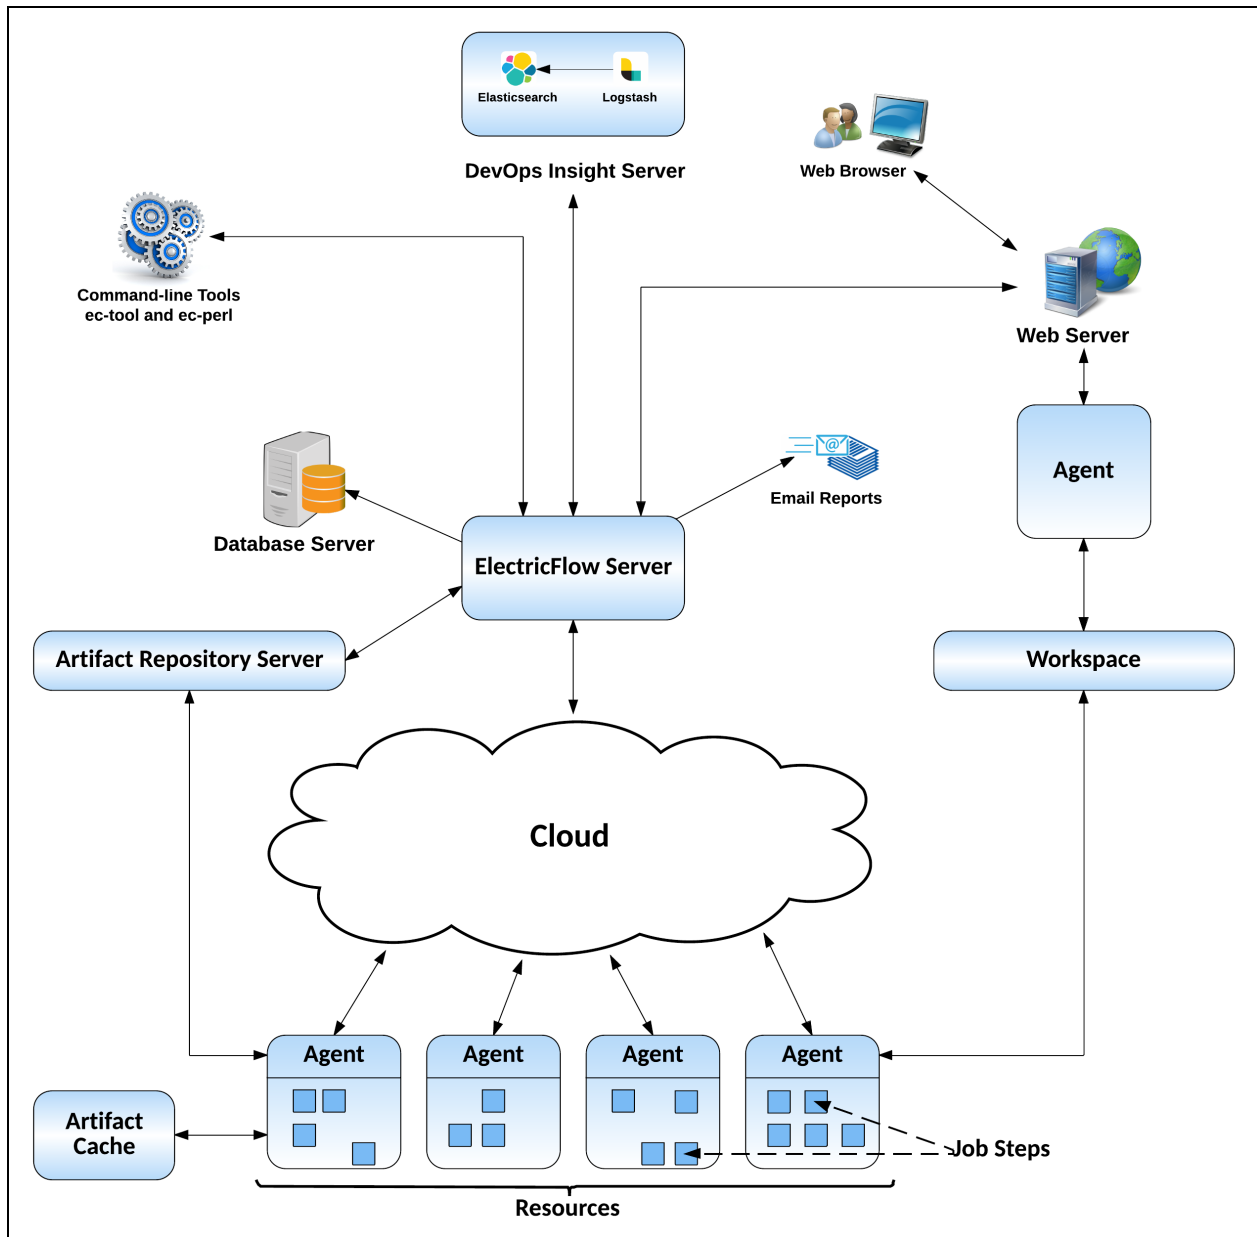 Elasticsearch
Logstash
DevOps Insight Server
Web Browser
Command-line Tools
ec-tool and ec-perl
Web Server
Agent
@
Email Reports
Database Server
ElectricFlow Server
Artifact Repository Server
Workspace
Cloud
Agent
Agent
Agent
Agent
Artifact
Cache
Job Steps
Resources